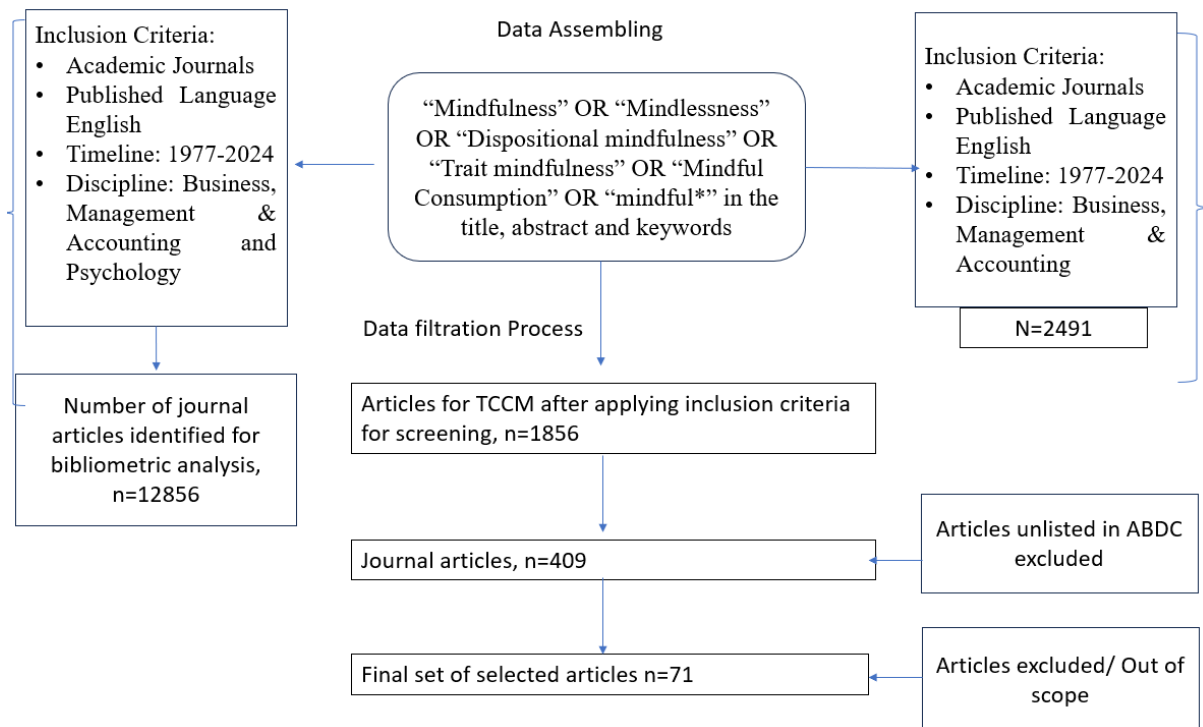 Data Assembling
Inclusion Criteria:
• Academic Journals
• Published Language
English
• Timeline: 1977-2024
• Discipline: Business,
Management &
Accounting and
Psychology
“Mindfulness” OR “Mindlessness”
OR “Dispositional mindfulness” OR
“Trait mindfulness” OR “Mindful
Consumption” OR “mindful*” in the
title, abstract and keywords
Inclusion Criteria:
• Academic Journals
• Published Language
English
• Timeline: 1977-2024
• Discipline: Business,
Management &
Accounting
N=2491
Data filtration Process
Number of journal
articles identified for
bibliometric analysis,
n=12856
Articles for TCCM after applying inclusion criteria
for screening, n=1856
Journal articles, n=409
Articles unlisted in ABDC
excluded
Final set of selected articles n=71
Articles excluded/ Out of
scope